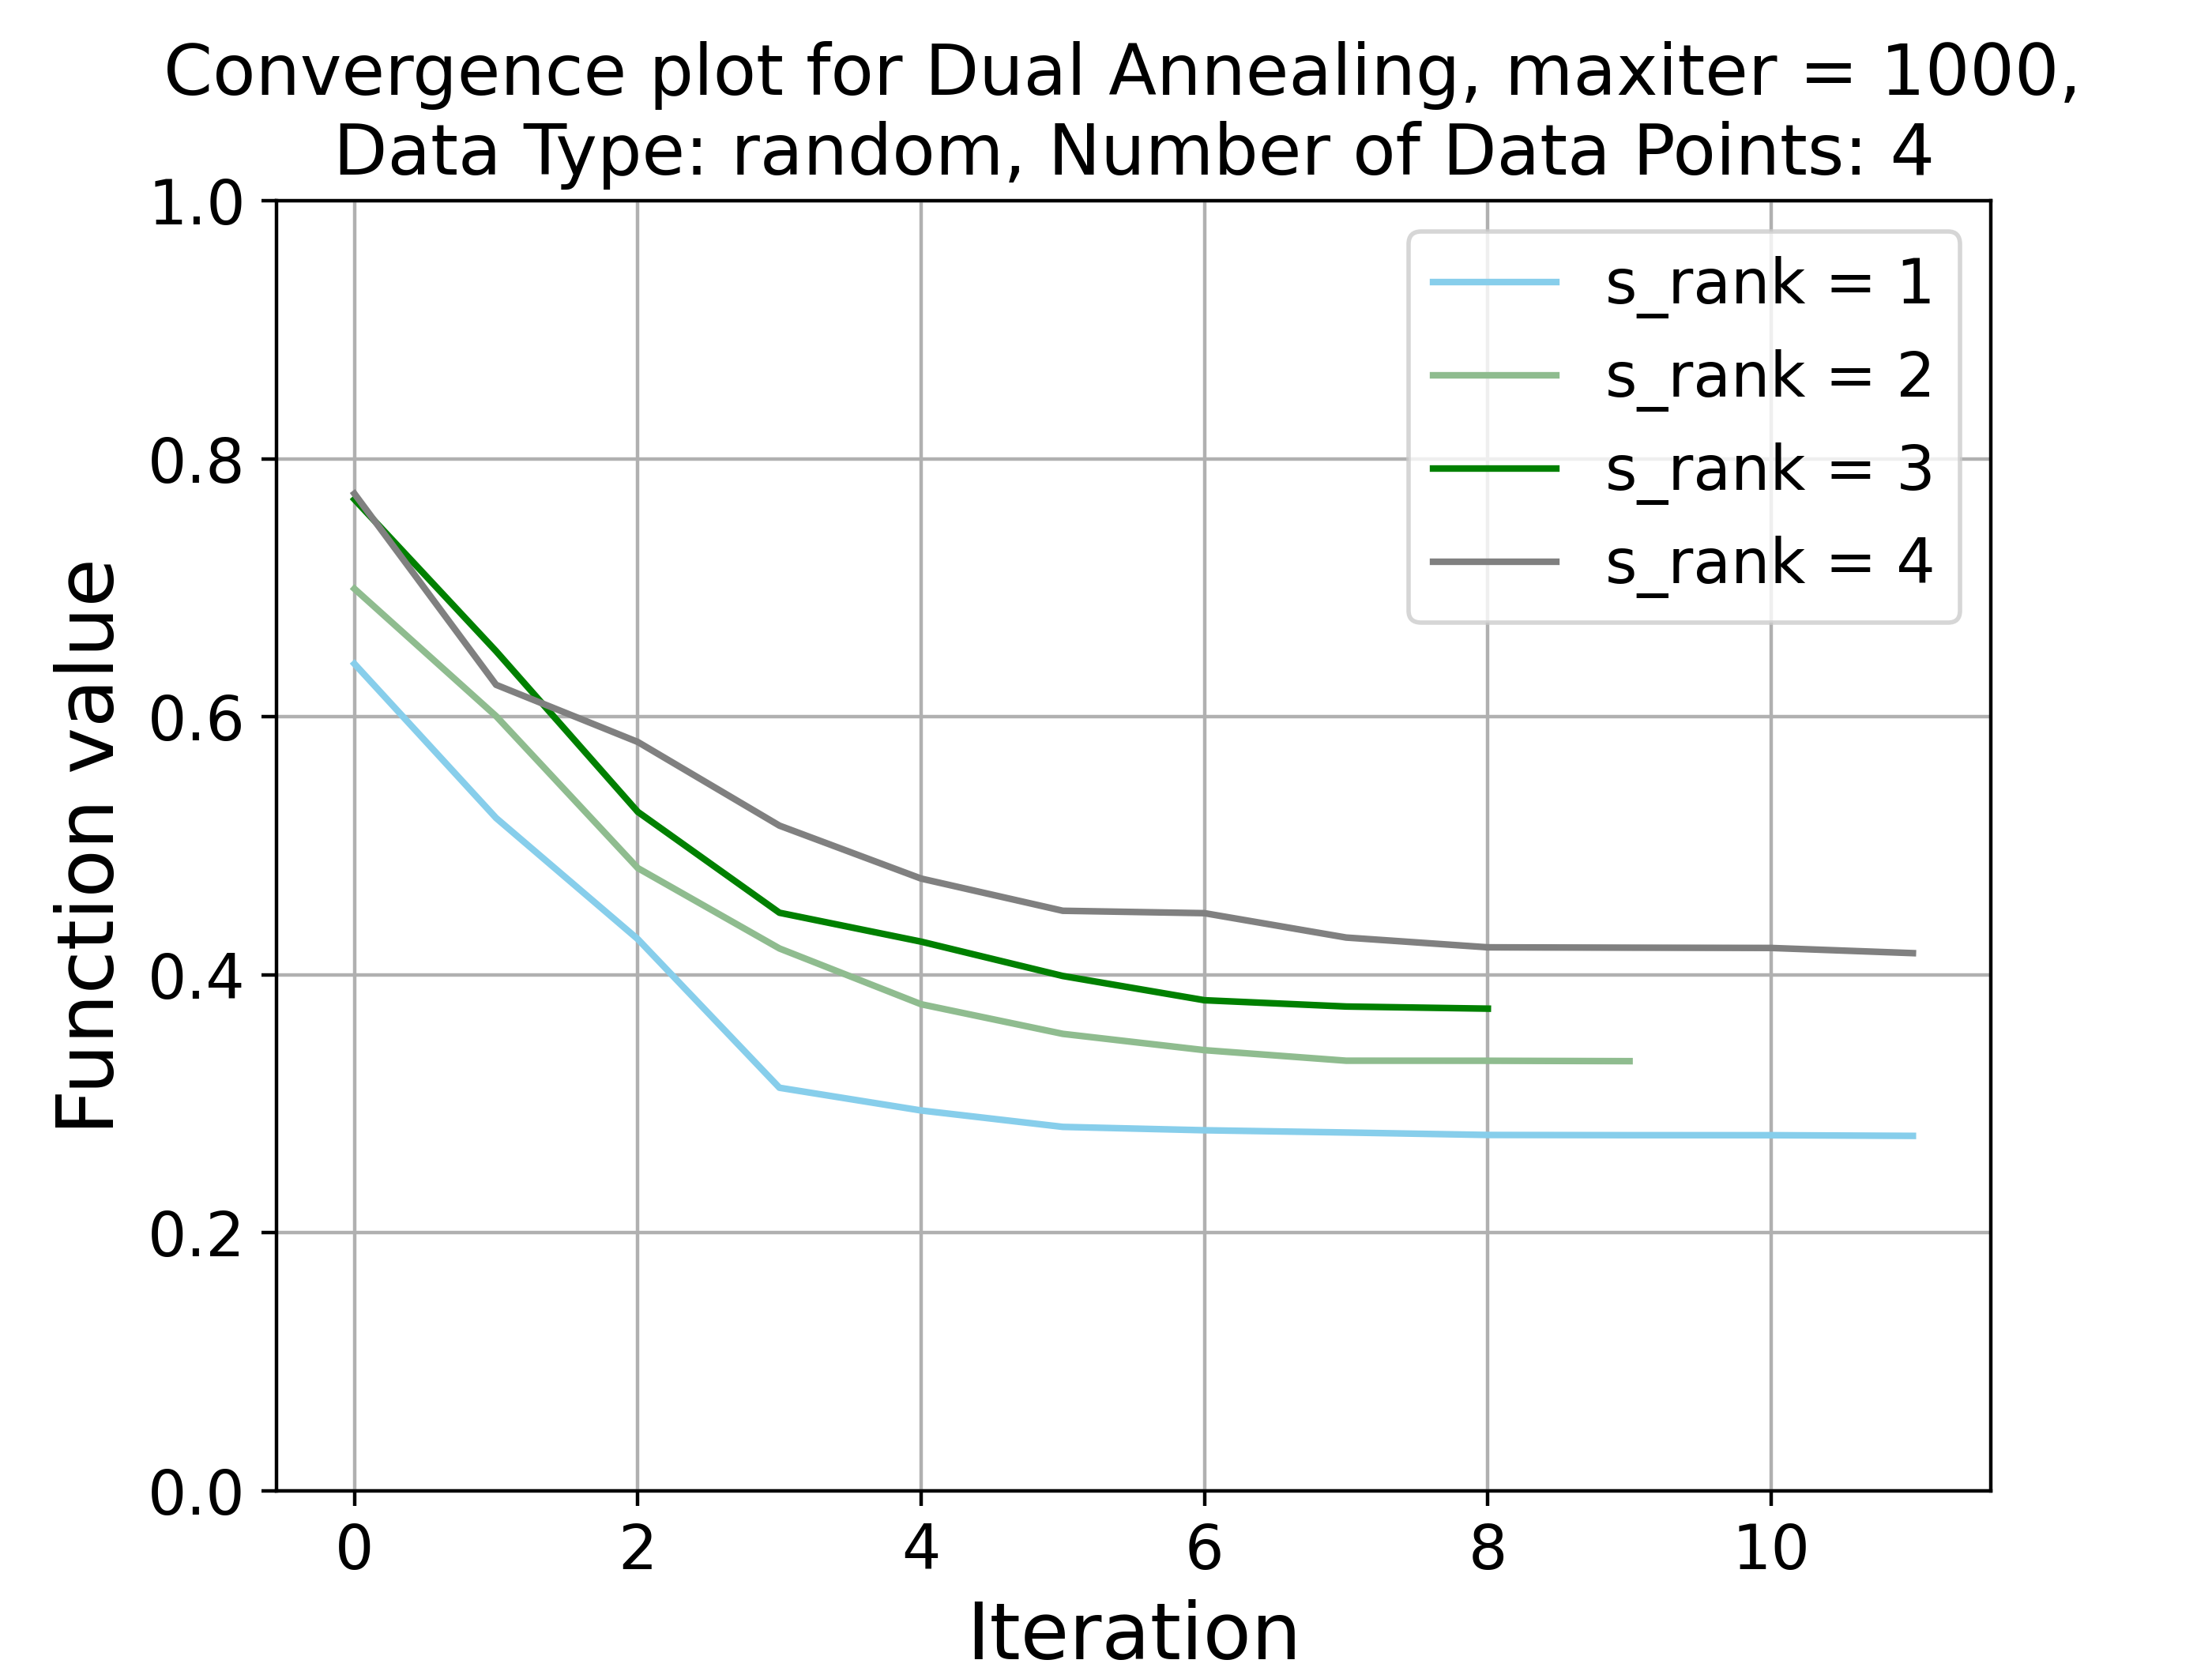 Convergence plot for Dual Annealing, maxiter = 1000,
Data Type: random, Number of Data Points: 4
1.0
0.8
0.6
0.4
0.2
0.0
Function value
s_rank = 1
s_rank = 2
s_rank = 3
s_rank = 4
0 2 4 6 8 10
Iteration